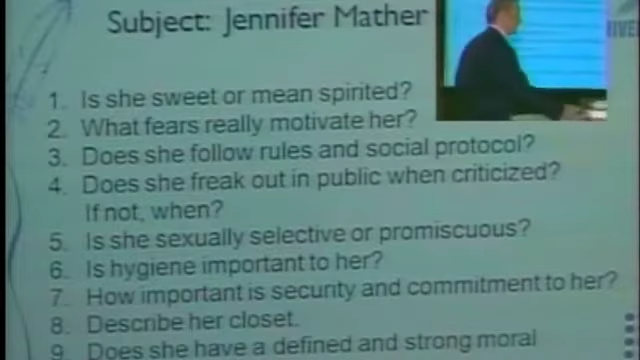 Subject: Jennifer Mather
1. Is she sweet or mean spirited?
2. What fears really motivate her?
3. Does she follow rules and social protocol?
4. Does she freak out in public when criticized?
If not, when?
5. Is she sexually selective or promiscuous?
6. Is hygiene important to her?
7. How important is security and commitment to her?
8. Describe her closet.
9. Does she have a defined and strong moral